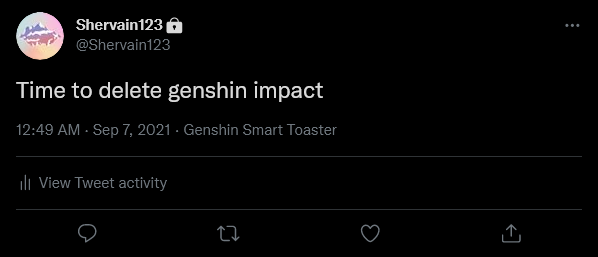 Shervain123
@Shervain123
Time to delete genshin impact
12:49 AM · Sep 7, 2021 · Genshin Smart Toaster
View Tweet activity